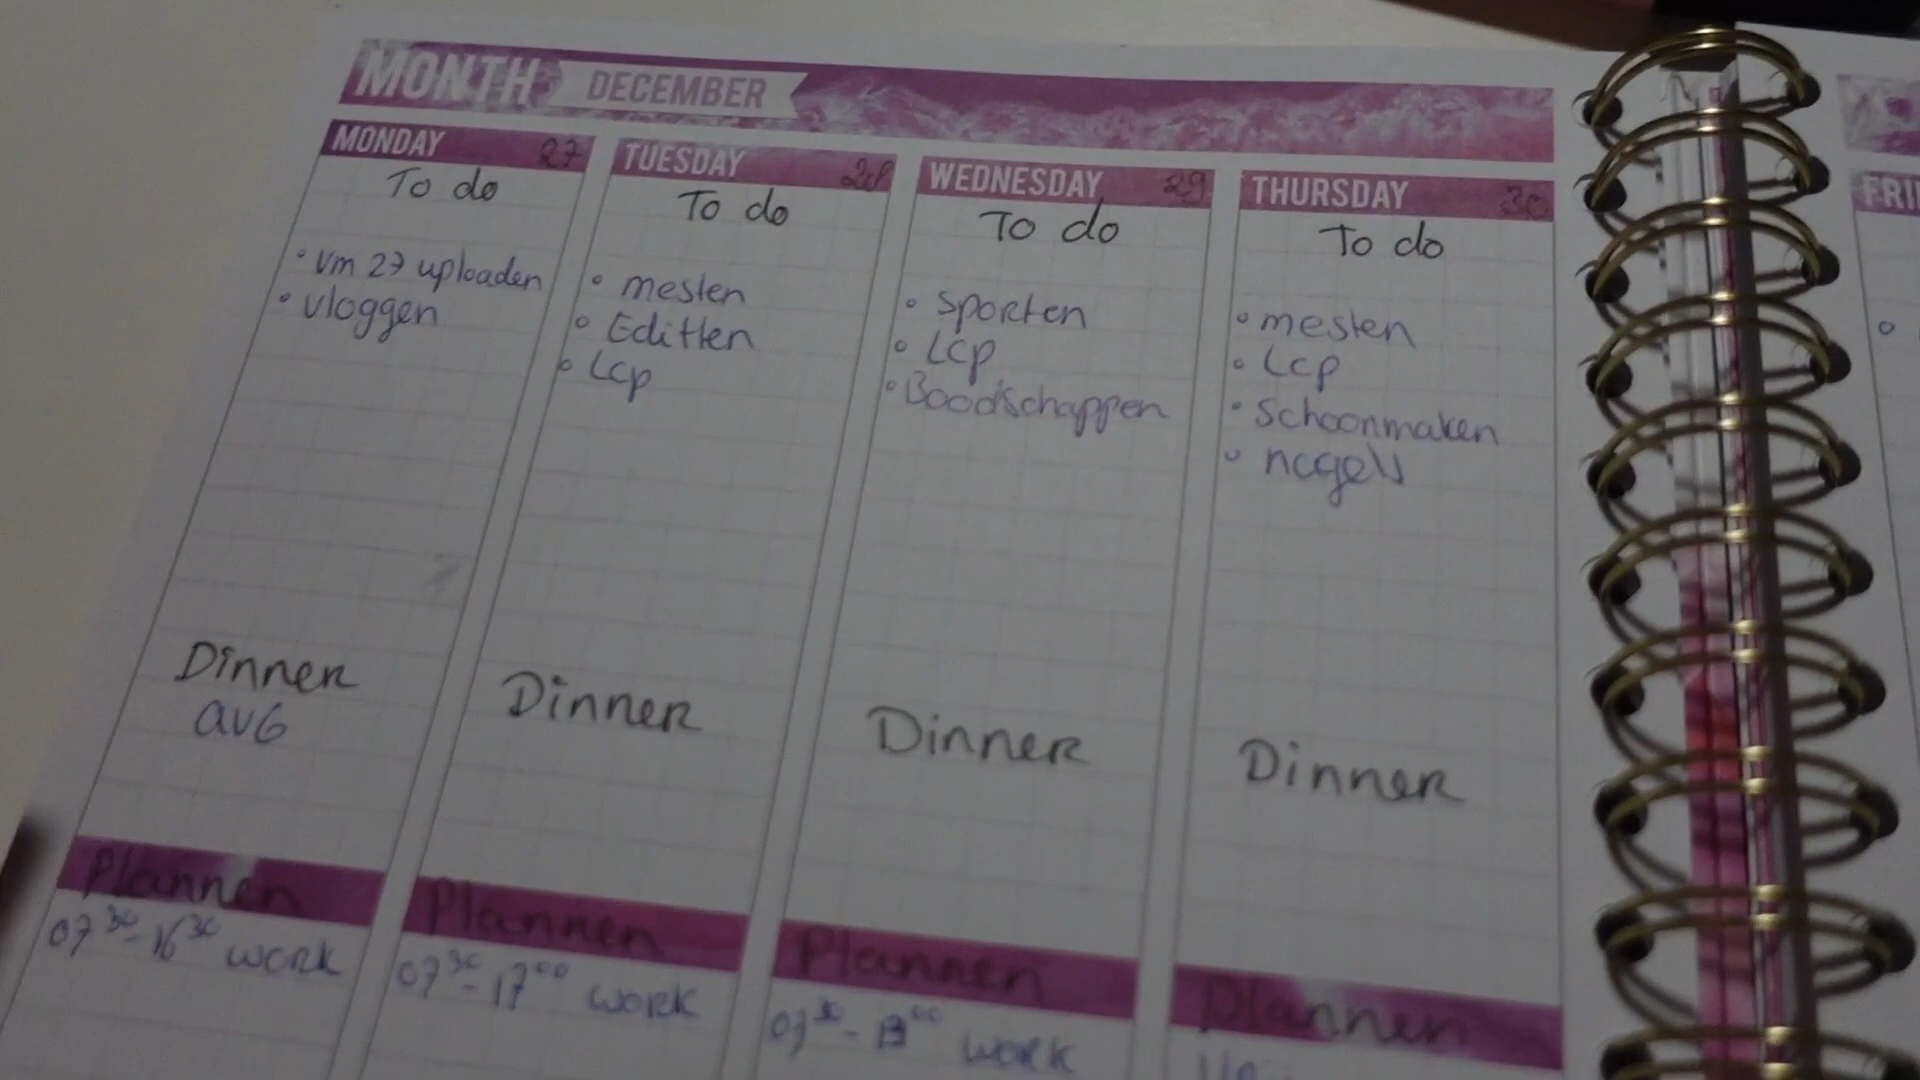 MONTH: DECEMBER
MONDAY 27
To do
• Vm 27 uploaden
• vloggen
Dinner
avg
Plannen
07³⁰-16³⁰ work
TUESDAY 28
To do
• mesten
• Editten
• Lcp
Dinner
Plannen
07³⁰-17⁰⁰ work
WEDNESDAY 29
To do
• Sporten
• Lcp
• Boodschappen
Dinner
Plannen
07³⁰-13⁰⁰ work
THURSDAY 30
To do
• mesten
• Lcp
• Schoonmaken
• nagels
Dinner
Plannen
FRI